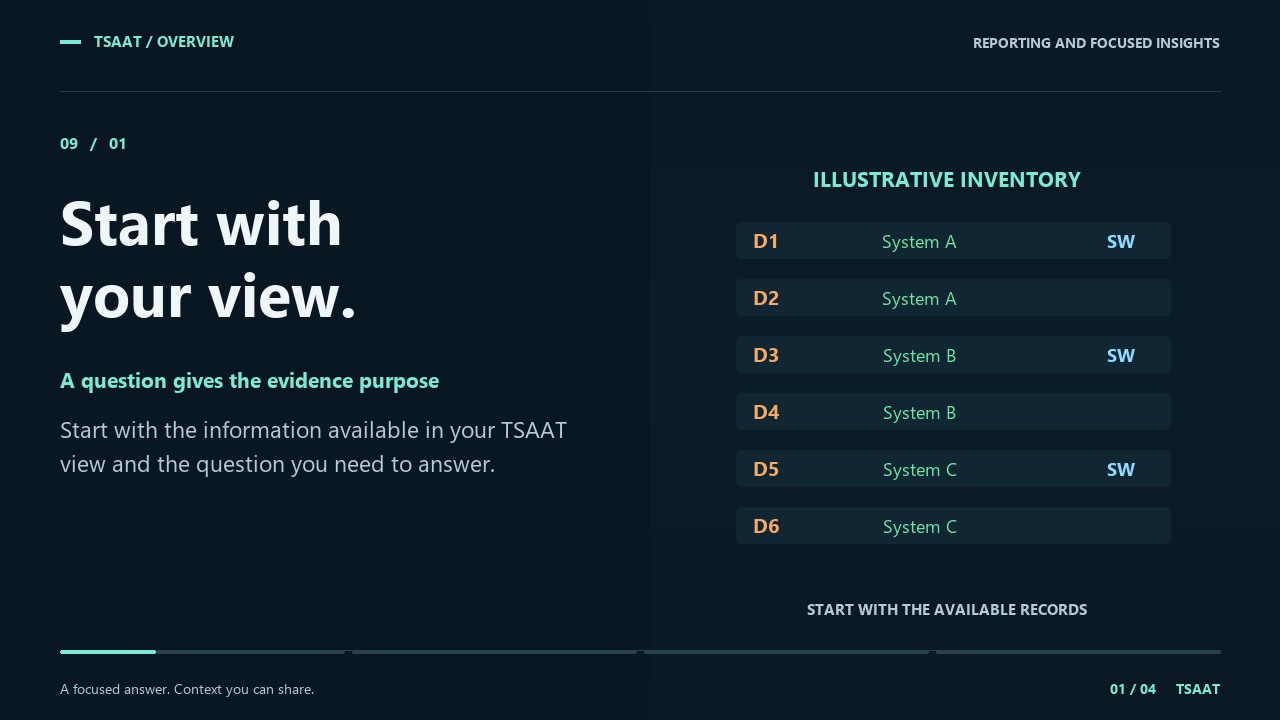 TSAAT / OVERVIEW
REPORTING AND FOCUSED INSIGHTS
09 / 01
Start with
your view.
A question gives the evidence purpose
Start with the information available in your TSAAT
view and the question you need to answer.
ILLUSTRATIVE INVENTORY
D1 System A SW
D2 System A
D3 System B SW
D4 System B
D5 System C SW
D6 System C
START WITH THE AVAILABLE RECORDS
A focused answer. Context you can share.
01 / 04 TSAAT